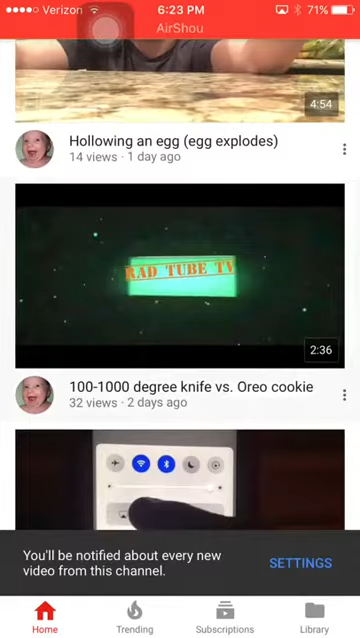 Verizon 6:23 PM 71%
AirShou
4:54
Hollowing an egg (egg explodes)
14 views · 1 day ago
RAD TUBE TV
2:36
100-1000 degree knife vs. Oreo cookie
32 views · 2 days ago
You'll be notified about every new
video from this channel.
SETTINGS
Home Trending Subscriptions Library